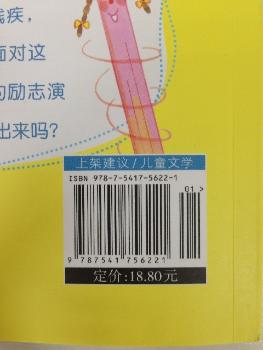 残疾，
面对这
的励志演
出来吗？
上架建议/儿童文学
ISBN 978-7-5417-5622-1
01>
9 787541 756221
定价:18.80元